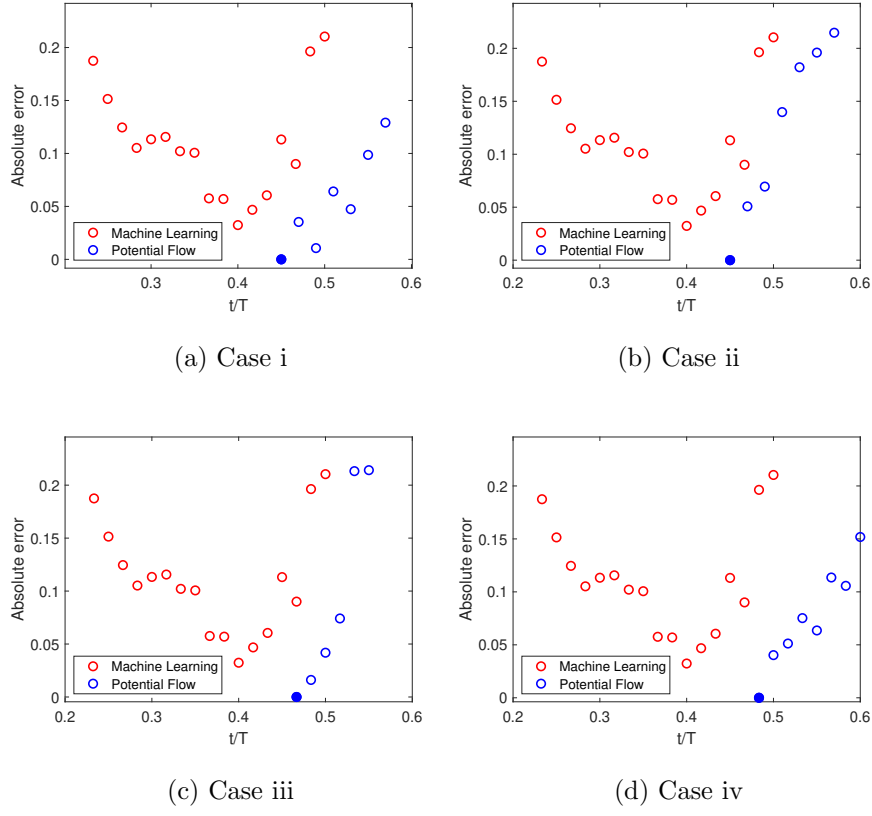 0.2
0.15
0.1
0.05
0
Absolute error
Machine Learning
Potential Flow
0.3 0.4 0.5 0.6
t/T
(a) Case i
0.2
0.15
0.1
0.05
0
Absolute error
Machine Learning
Potential Flow
0.2 0.3 0.4 0.5 0.6
t/T
(b) Case ii
0.2
0.15
0.1
0.05
0
Absolute error
Machine Learning
Potential Flow
0.2 0.3 0.4 0.5 0.6
t/T
(c) Case iii
0.2
0.15
0.1
0.05
0
Absolute error
Machine Learning
Potential Flow
0.2 0.3 0.4 0.5 0.6
t/T
(d) Case iv